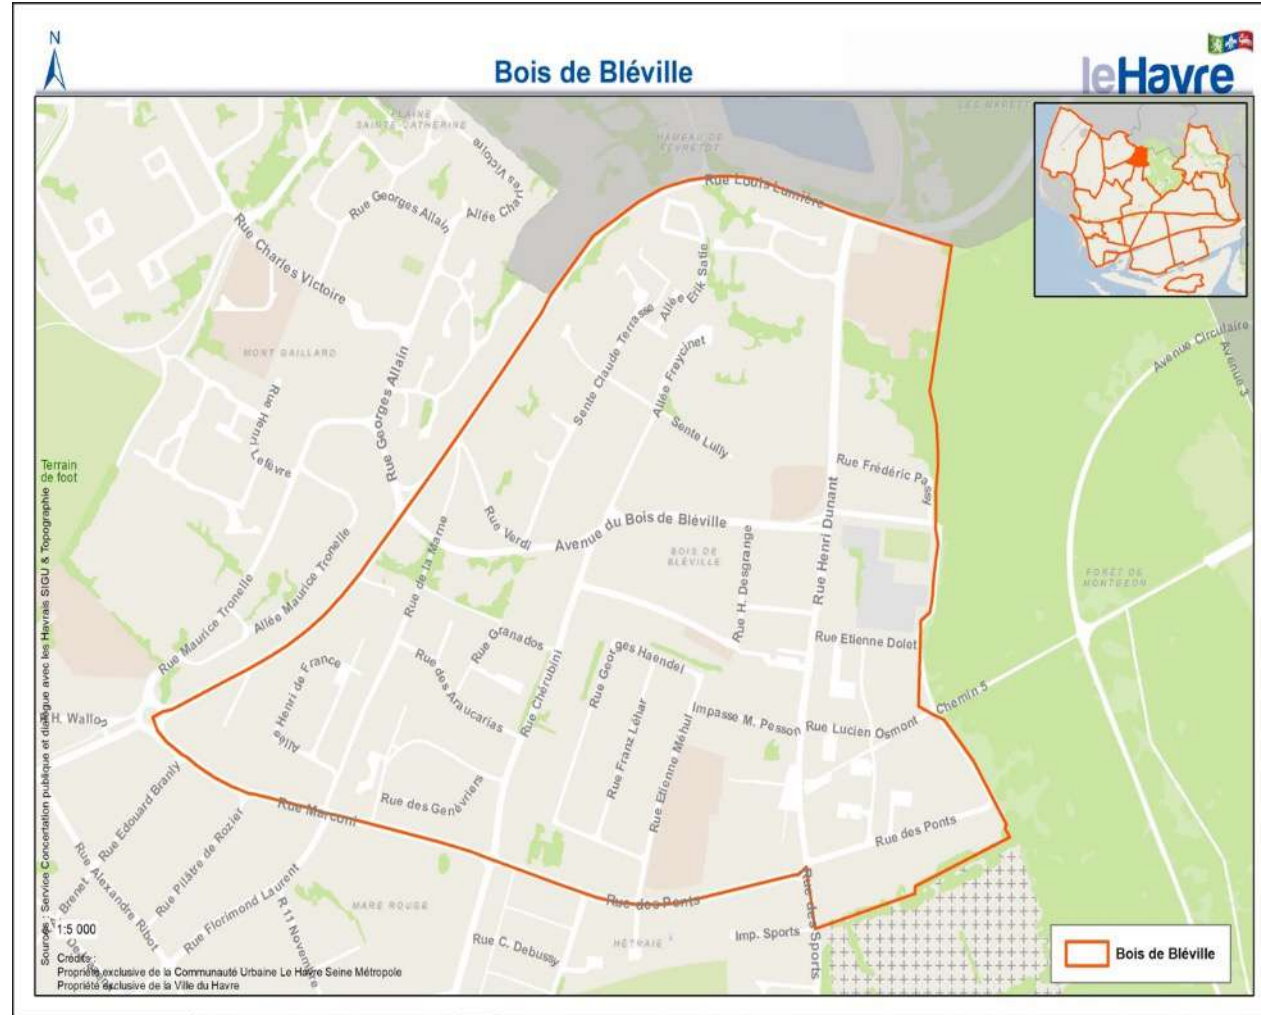 N
Bois de Bléville
leHavre
PLAINE
SAINTE-CATHERINE
HAMEAU DE
FEVRETOT
Rue Louis Lumière
Allée Charles Victoire
Rue Georges Allain
Rue Charles Victoire
MONT GAILLARD
Allée Erik Satie
Sente Claude Terrasse
Allée Freycinet
Avenue Circulaire
Avenue 3
Rue Henri Lefèvre
Rue Georges Allain
Sente Lully
Terrain
de foot
Rue Frédéric Passy
Rue Verdi
Avenue du Bois de Bléville
Rue Henri Dunant
BOIS DE
BLÉVILLE
Rue de la Marne
Rue H. Desgrange
FORÊT DE
MONTGEON
Rue Maurice Tronelle
Allée Maurice Tronelle
Rue Granados
Rue Etienne Dolet
Rue Georges Haendel
Allée Henri de France
Rue des Araucarias
Rue Chérubini
Chemin 5
R.H. Wallon
Impasse M. Pesson
Rue Lucien Osmont
Rue Franz Léhar
Rue Etienne Méhul
Rue Edouard Branly
Rue des Genévriers
Rue Marconi
Rue Pilâtre de Rozier
Rue des Ponts
Rue Alexandre Ribot
Rue Florimond Laurent
R 11 Novembre
MARE ROUGE
Rue des Ponts
Rue des Sports
Brenet
Rue C. Debussy
HÊTRAIE
Imp. Sports
Bois de Bléville
1:5 000
Crédits :
Propriété exclusive de la Communauté Urbaine Le Havre Seine Métropole
Propriété exclusive de la Ville du Havre
Sources : Service Concertation publique et dialogue avec les Havrais SIGU & Topographie